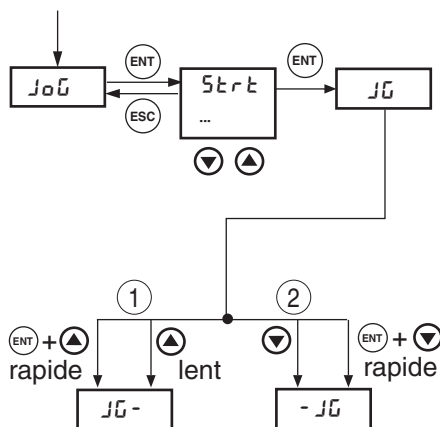 ENT
ENT
JoG
Strt
JG
...
ESC
1
2
ENT + ENT +
rapide lent rapide
JG-
-JG